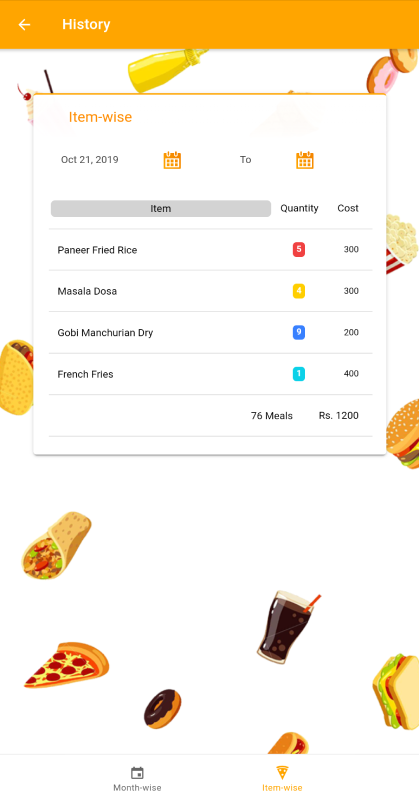 History
Item-wise
Oct 21, 2019 To
Item Quantity Cost
Paneer Fried Rice 5 300
Masala Dosa 4 300
Gobi Manchurian Dry 9 200
French Fries 1 400
76 Meals Rs. 1200
Month-wise Item-wise